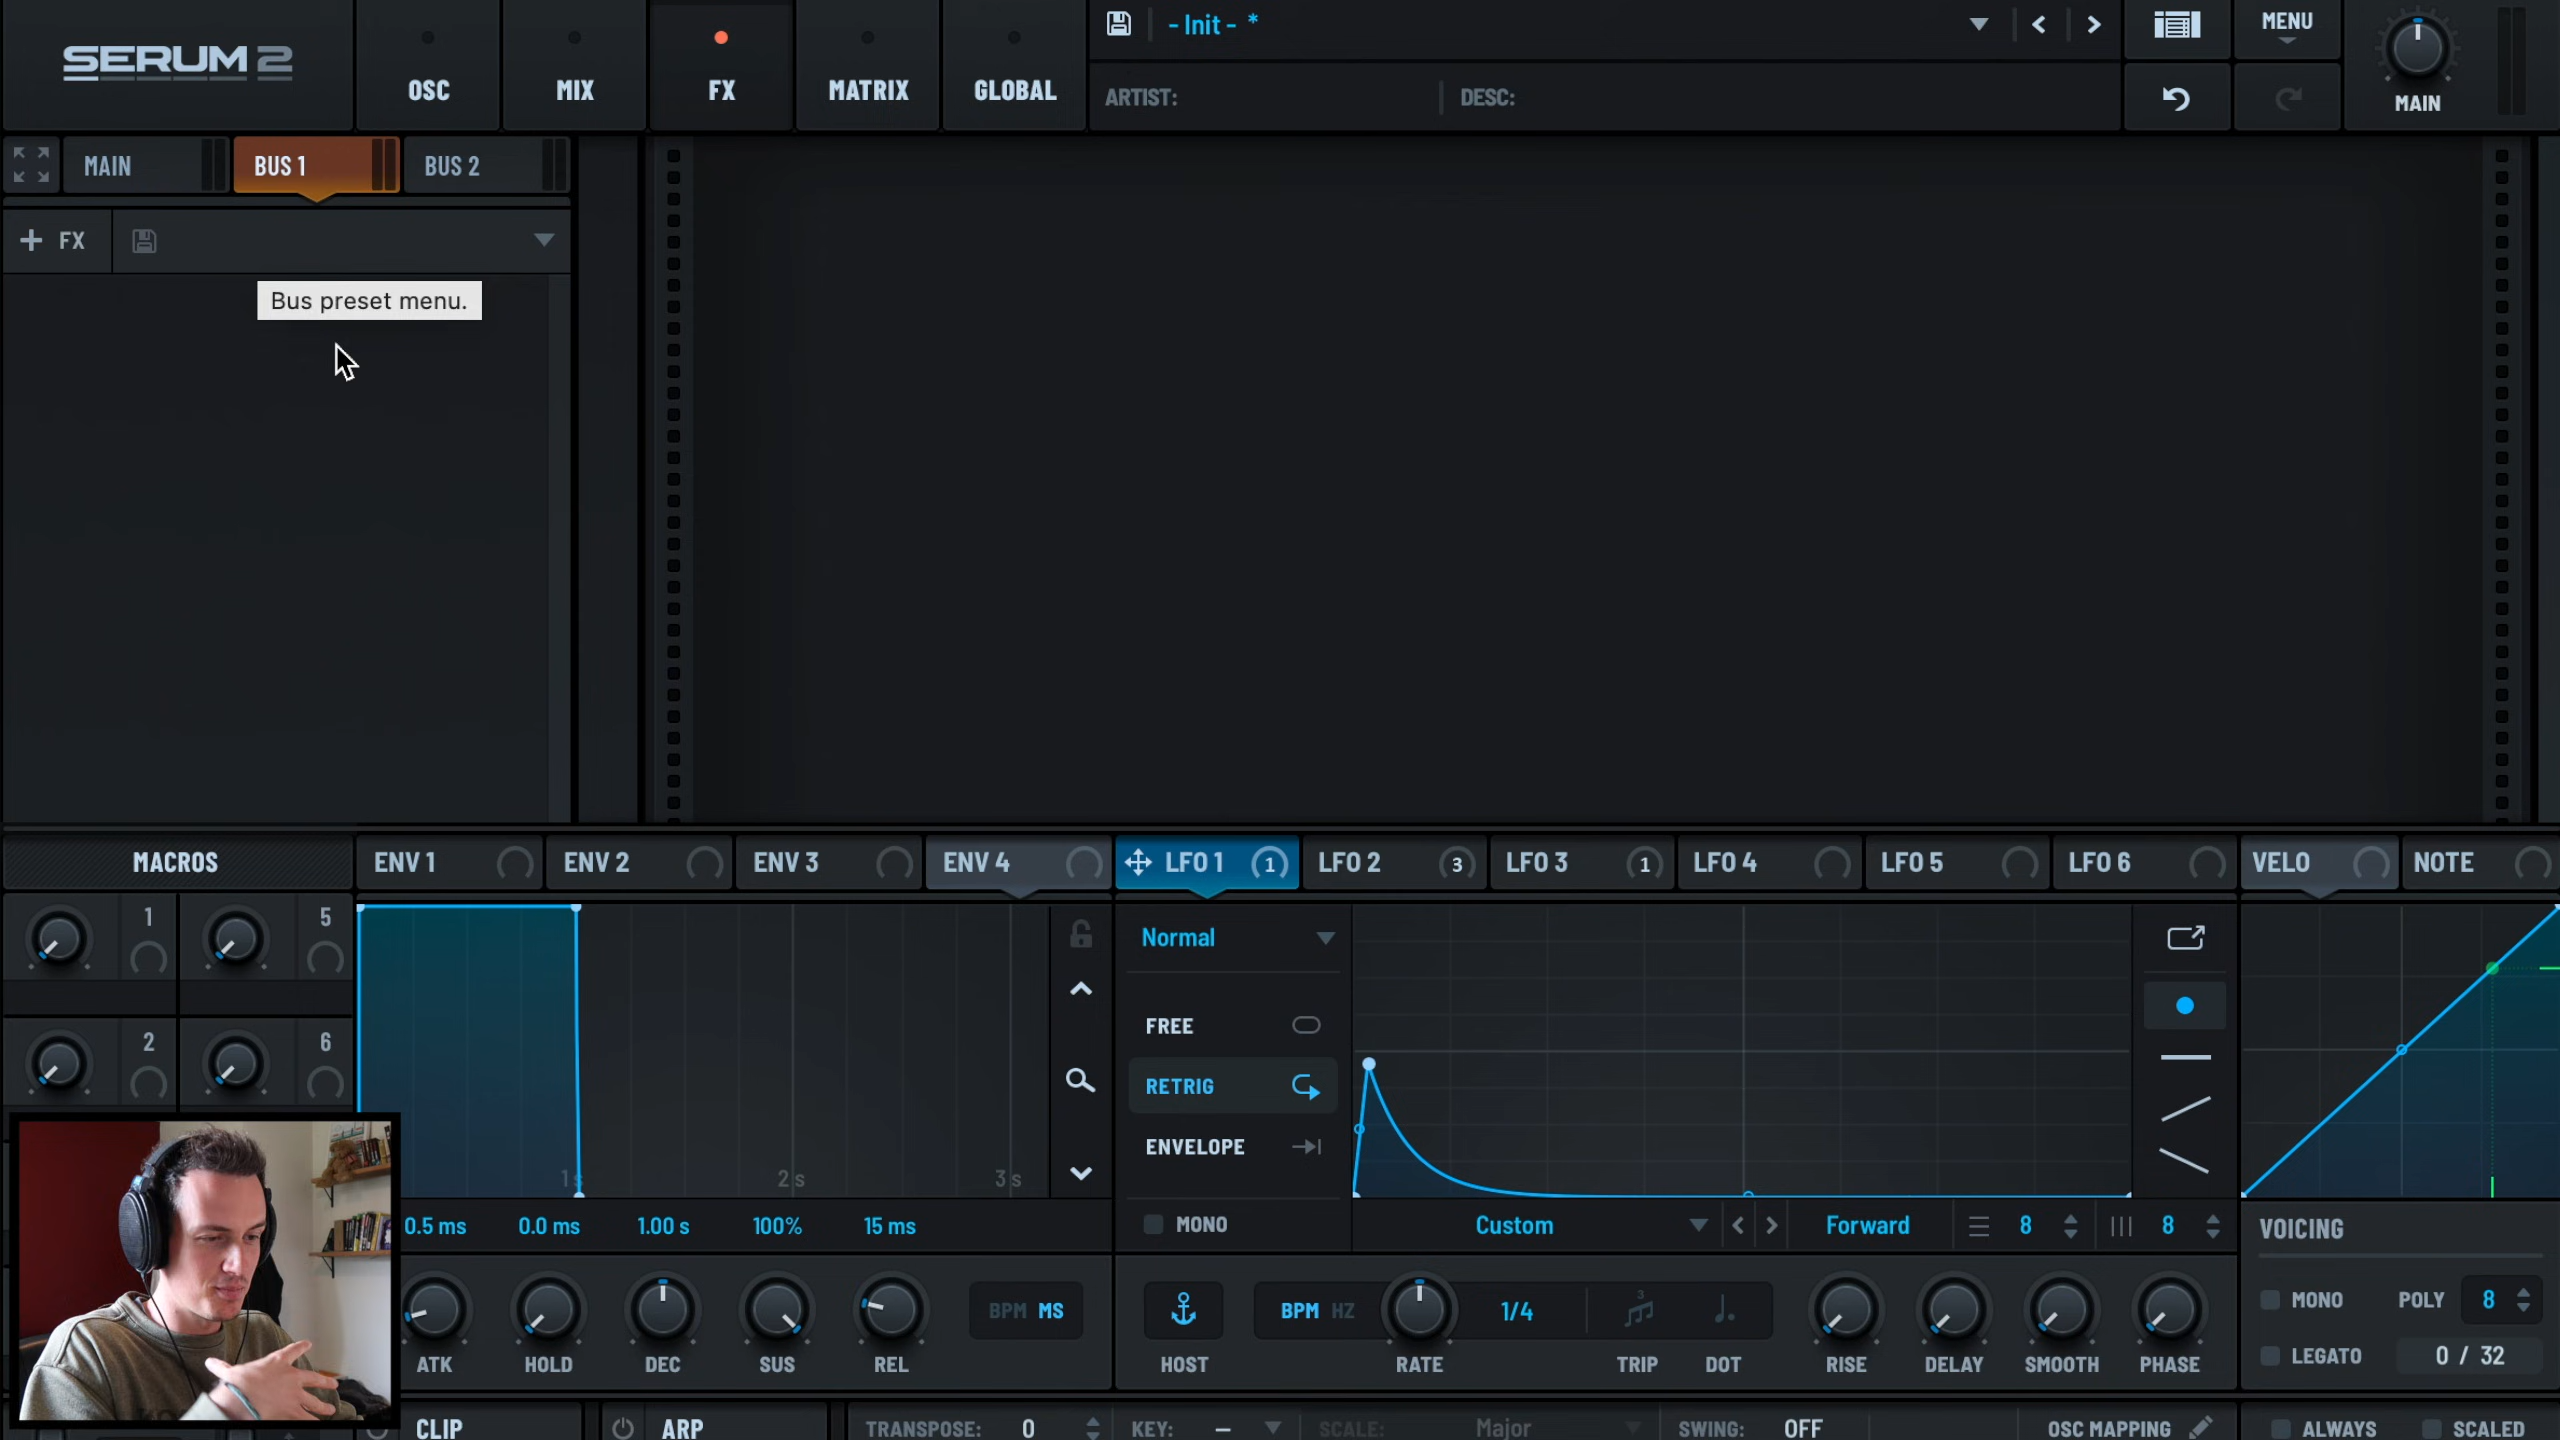 SERUM 2
OSC
MIX
FX
MATRIX
GLOBAL
- Init - *
MENU
ARTIST:
DESC:
MAIN
MAIN
BUS 1
BUS 2
+ FX
Bus preset menu.
MACROS
ENV 1
ENV 2
ENV 3
ENV 4
LFO 1
1
LFO 2
3
LFO 3
1
LFO 4
LFO 5
LFO 6
VELO
NOTE
1
5
2
6
1 s
2 s
3 s
0.5 ms
0.0 ms
1.00 s
100%
15 ms
ATK
HOLD
DEC
SUS
REL
BPM MS
Normal
FREE
RETRIG
ENVELOPE
MONO
Custom
Forward
8
8
HOST
BPM HZ
RATE
1/4
3
TRIP
DOT
RISE
DELAY
SMOOTH
PHASE
VOICING
MONO
POLY
8
LEGATO
0 / 32
CLIP
ARP
TRANSPOSE: 0
KEY: –
SCALE: Major
SWING: OFF
OSC MAPPING
ALWAYS
SCALED